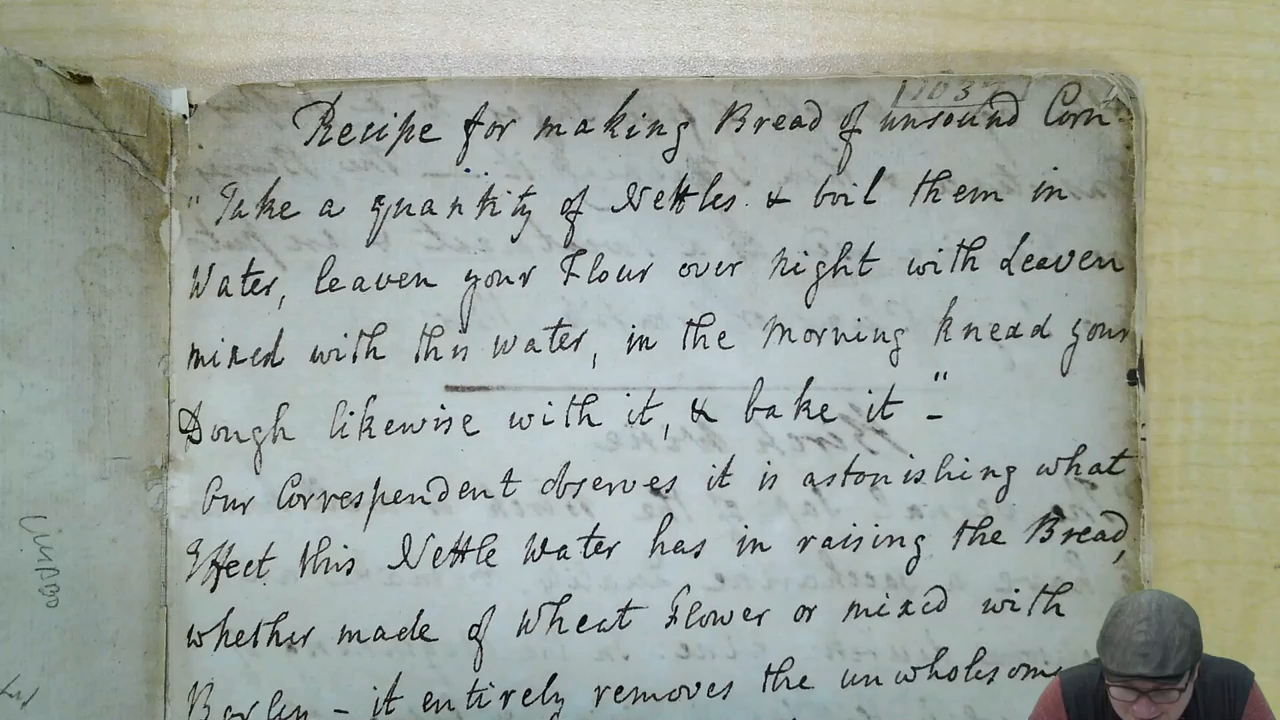 1037
Recipe for making Bread of unsound Corn
"Take a quantity of Nettles & boil them in
Water, leaven your Flour over night with Leaven
mixed with this water, in the Morning knead your
Dough likewise with it, & bake it –"
Our Correspendent observes it is astonishing what
Effect this Nettle Water has in raising the Bread,
whether made of Wheat Flower or mixed with
Barley – it entirely removes the unwholesome